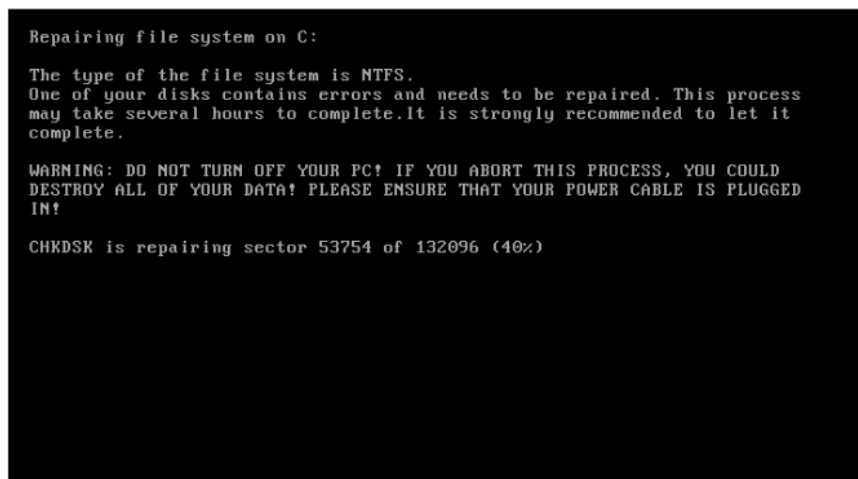 Repairing file system on C:
The type of the file system is NTFS.
One of your disks contains errors and needs to be repaired. This process
may take several hours to complete.It is strongly recommended to let it
complete.
WARNING: DO NOT TURN OFF YOUR PC! IF YOU ABORT THIS PROCESS, YOU COULD
DESTROY ALL OF YOUR DATA! PLEASE ENSURE THAT YOUR POWER CABLE IS PLUGGED
IN!
CHKDSK is repairing sector 53754 of 132096 (40%)